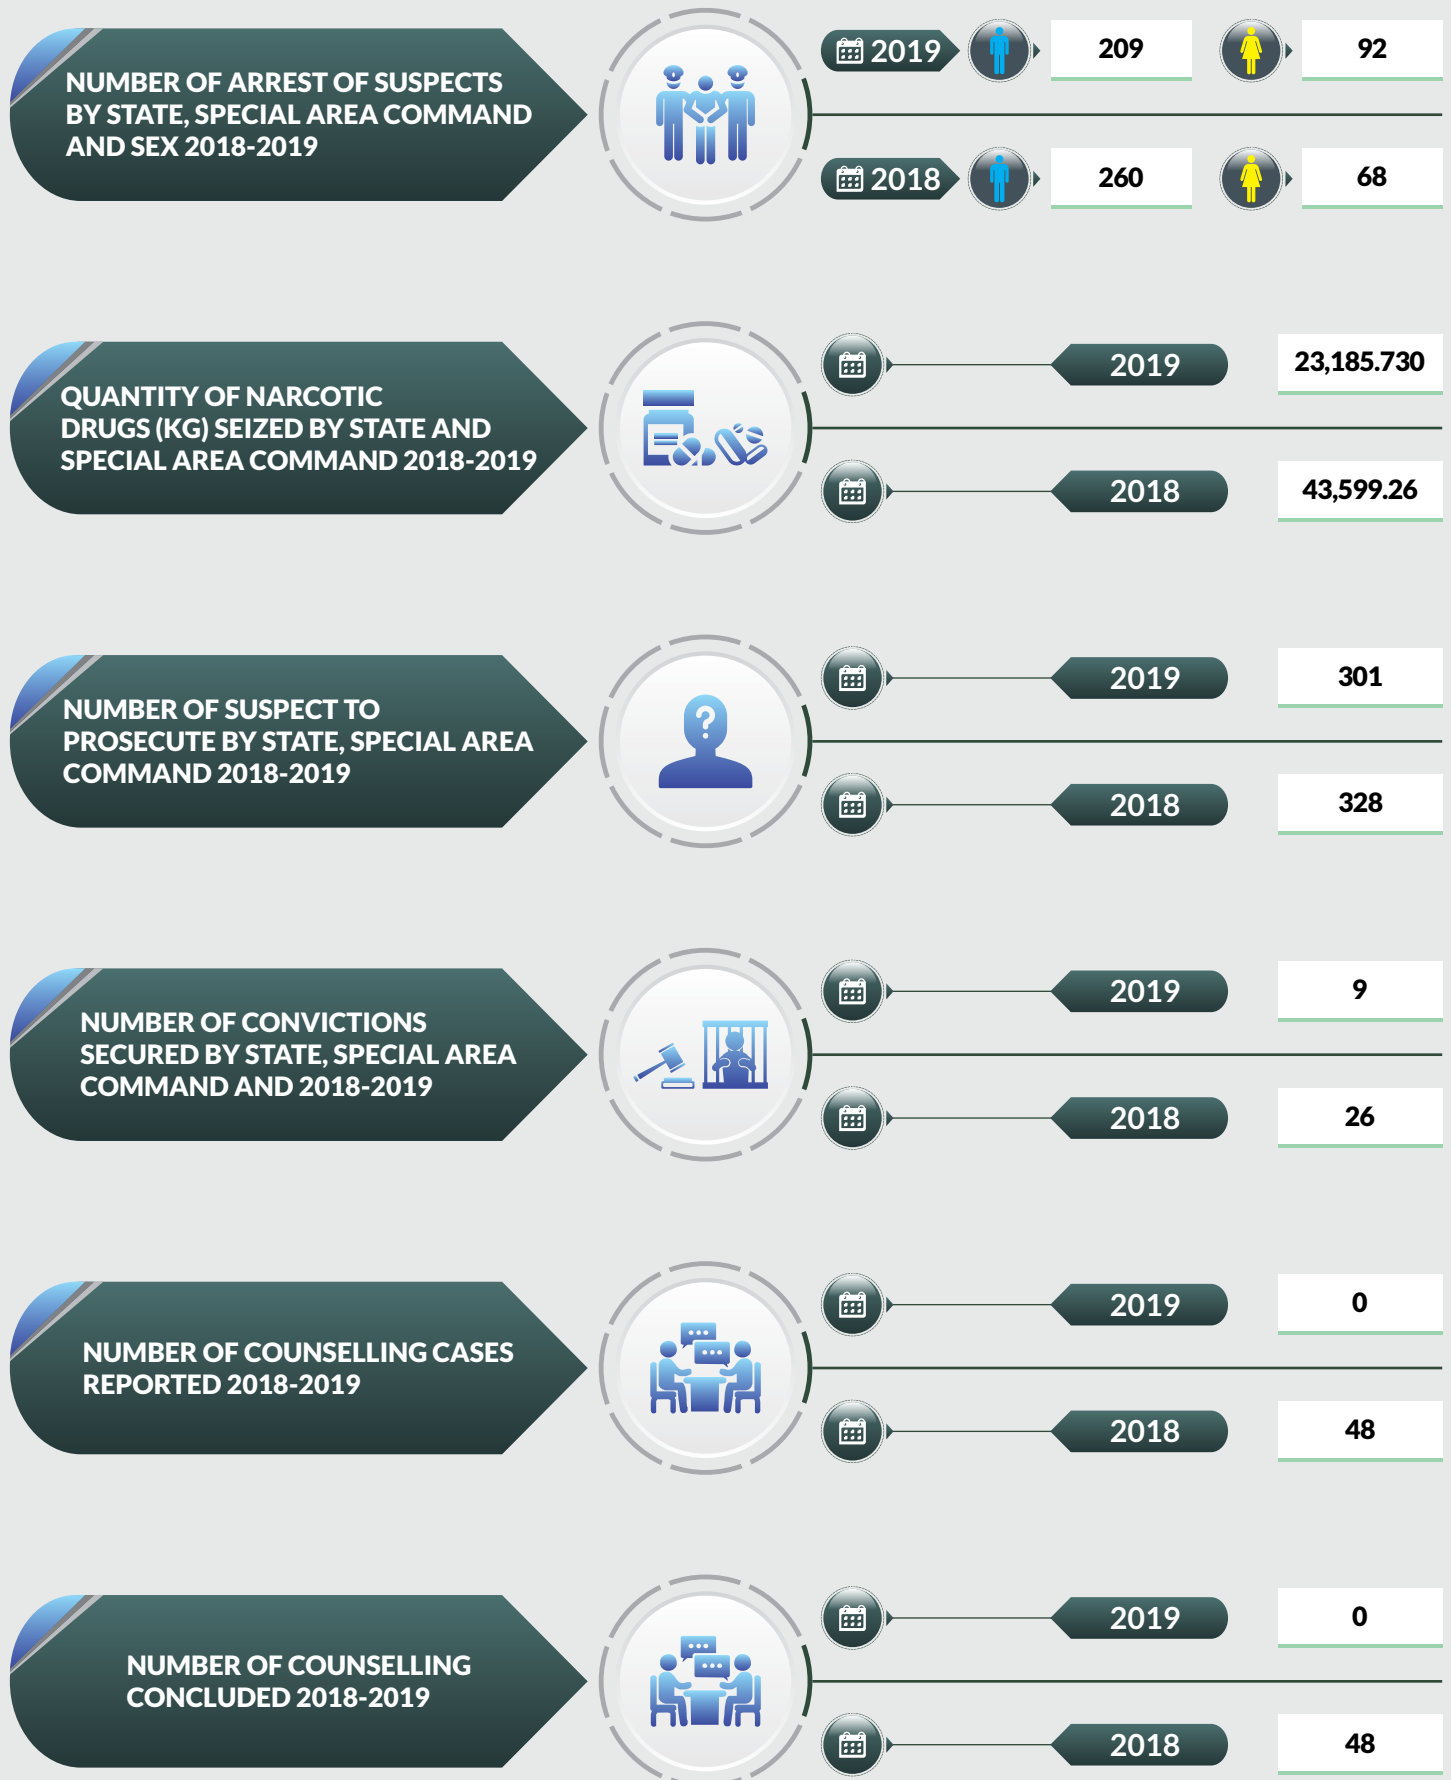 NUMBER OF ARREST OF SUSPECTS
BY STATE, SPECIAL AREA COMMAND
AND SEX 2018-2019
2019
209
92
2018
260
68
QUANTITY OF NARCOTIC
DRUGS (KG) SEIZED BY STATE AND
SPECIAL AREA COMMAND 2018-2019
2019
23,185.730
2018
43,599.26
NUMBER OF SUSPECT TO
PROSECUTE BY STATE, SPECIAL AREA
COMMAND 2018-2019
?
2019
301
2018
328
NUMBER OF CONVICTIONS
SECURED BY STATE, SPECIAL AREA
COMMAND AND 2018-2019
2019
9
2018
26
NUMBER OF COUNSELLING CASES
REPORTED 2018-2019
2019
0
2018
48
NUMBER OF COUNSELLING
CONCLUDED 2018-2019
2019
0
2018
48